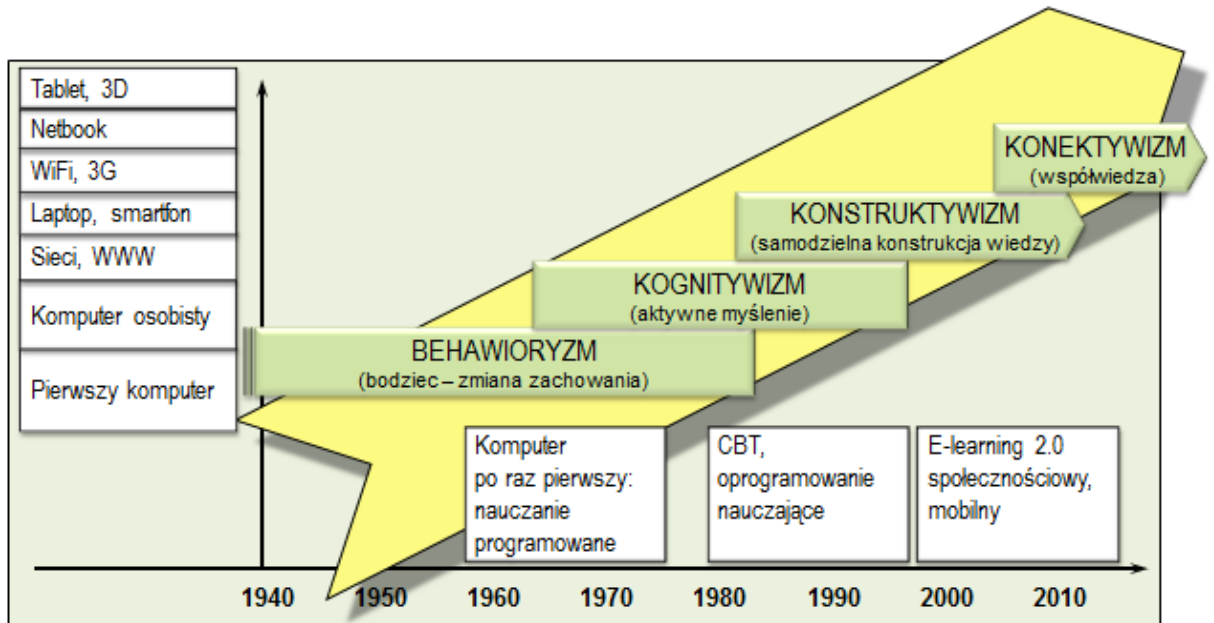 Tablet, 3D
Netbook
WiFi, 3G
Laptop, smartfon
Sieci, WWW
Komputer osobisty
Pierwszy komputer
KONEKTYWIZM
(współwiedza)
KONSTRUKTYWIZM
(samodzielna konstrukcja wiedzy)
KOGNITYWIZM
(aktywne myślenie)
BEHAWIORYZM
(bodziec – zmiana zachowania)
Komputer
po raz pierwszy:
nauczanie
programowane
CBT,
oprogramowanie
nauczające
E-learning 2.0
społecznościowy,
mobilny
1940 1950 1960 1970 1980 1990 2000 2010